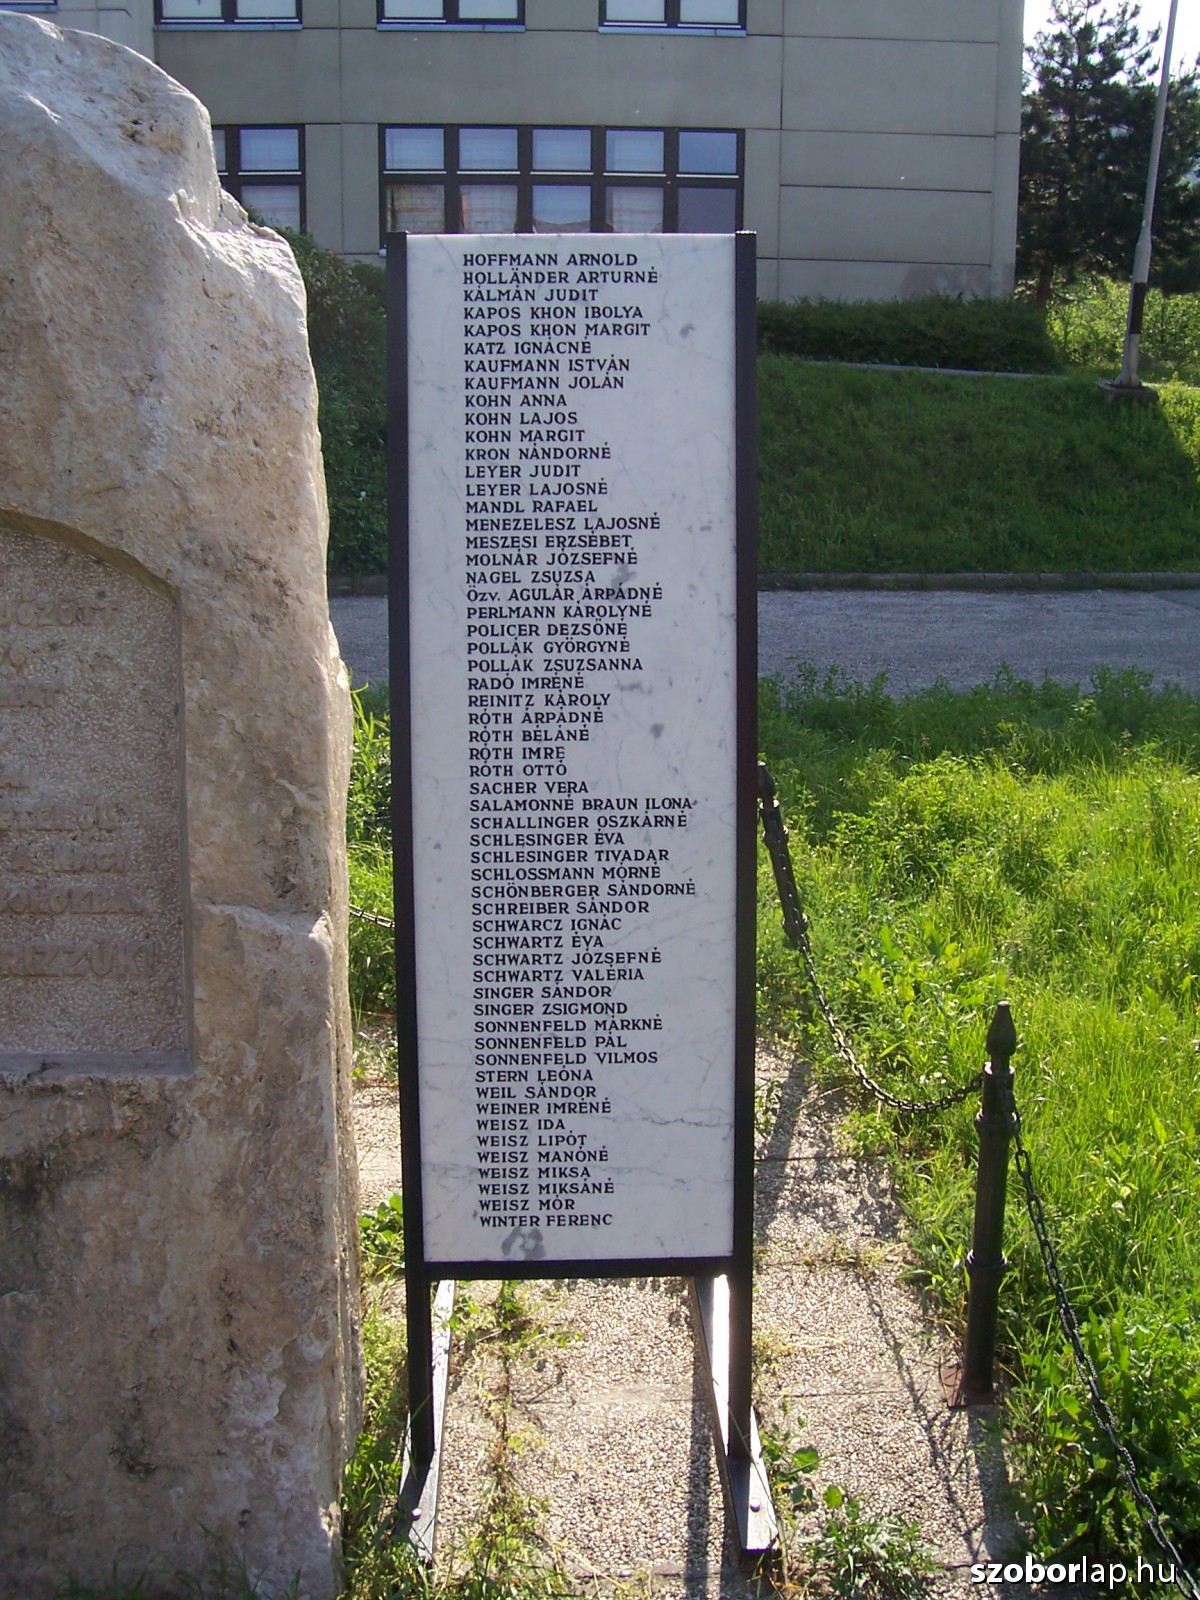 HOFFMANN ARNOLD
HOLLÄNDER ARTURNÉ
KÁLMÁN JUDIT
KAPOS KHON IBOLYA
KAPOS KHON MARGIT
KATZ IGNÁCNÉ
KAUFMANN ISTVÁN
KAUFMANN JOLÁN
KOHN ANNA
KOHN LAJOS
KOHN MARGIT
KRON NÁNDORNÉ
LEYER JUDIT
LEYER LAJOSNÉ
MANDL RAFAEL
MENEZELESZ LAJOSNÉ
MESZESI ERZSÉBET
MOLNÁR JÓZSEFNÉ
NAGEL ZSUZSA
Özv. AGULÁR ÁRPÁDNÉ
PERLMANN KÁROLYNÉ
POLICER DEZSŐNÉ
POLLÁK GYÖRGYNÉ
POLLÁK ZSUZSANNA
RADÓ IMRÉNÉ
REINITZ KÁROLY
RÓTH ÁRPÁDNÉ
RÓTH BÉLÁNÉ
RÓTH IMRE
RÓTH OTTÓ
SACHER VERA
SALAMONNÉ BRAUN ILONA
SCHALLINGER OSZKÁRNÉ
SCHLESINGER ÉVA
SCHLESINGER TIVADAR
SCHLOSSMANN MÓRNÉ
SCHÖNBERGER SÁNDORNÉ
SCHREIBER SÁNDOR
SCHWARCZ IGNÁC
SCHWARTZ ÉVA
SCHWARTZ JÓZSEFNÉ
SCHWARTZ VALÉRIA
SINGER SÁNDOR
SINGER ZSIGMOND
SONNENFELD MÁRKNÉ
SONNENFELD PÁL
SONNENFELD VILMOS
STERN LEÓNA
WEIL SÁNDOR
WEINER IMRÉNÉ
WEISZ IDA
WEISZ LIPÓT
WEISZ MANÓNÉ
WEISZ MIKSA
WEISZ MIKSÁNÉ
WEISZ MÓR
WINTER FERENC
szoborlap.hu